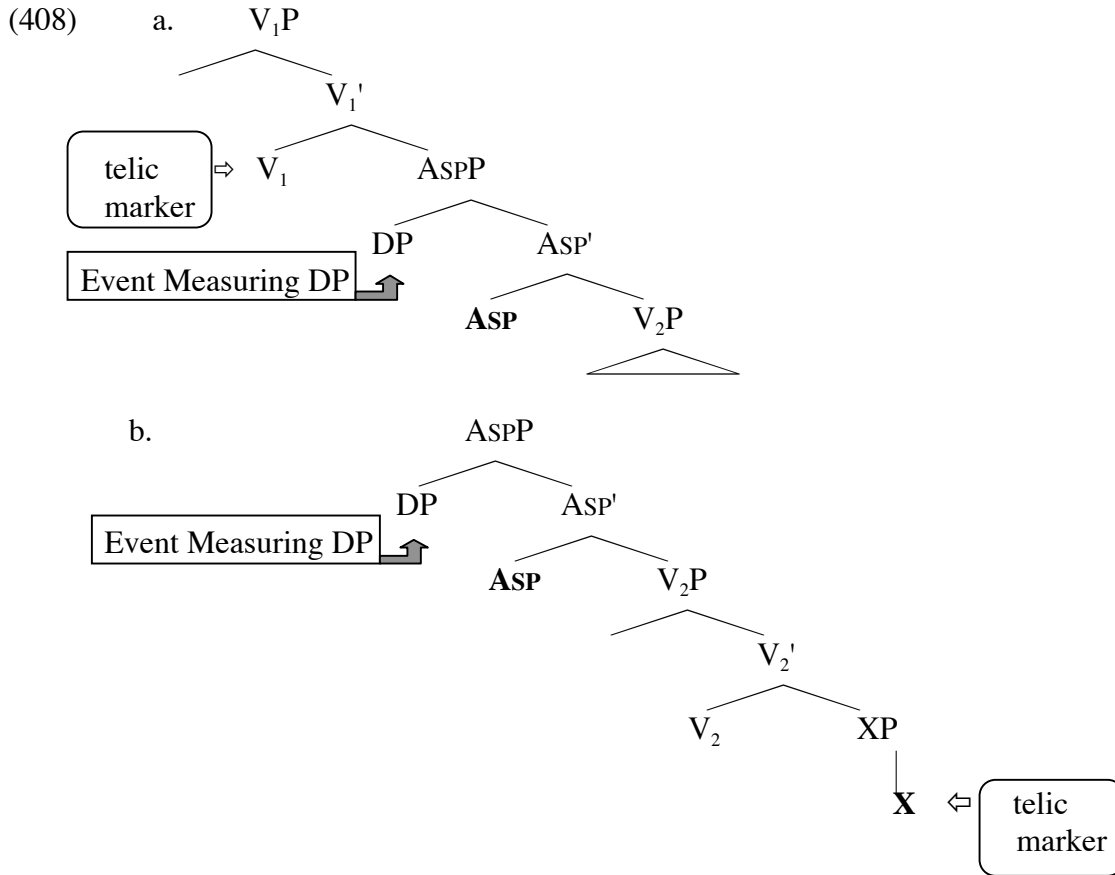 (408) a. V₁P
V₁'
telic marker ⇨ V₁ AspP
DP Asp'
Event Measuring DP
Asp V₂P
b. AspP
DP Asp'
Event Measuring DP
Asp V₂P
V₂'
V₂ XP
X ⇦ telic marker